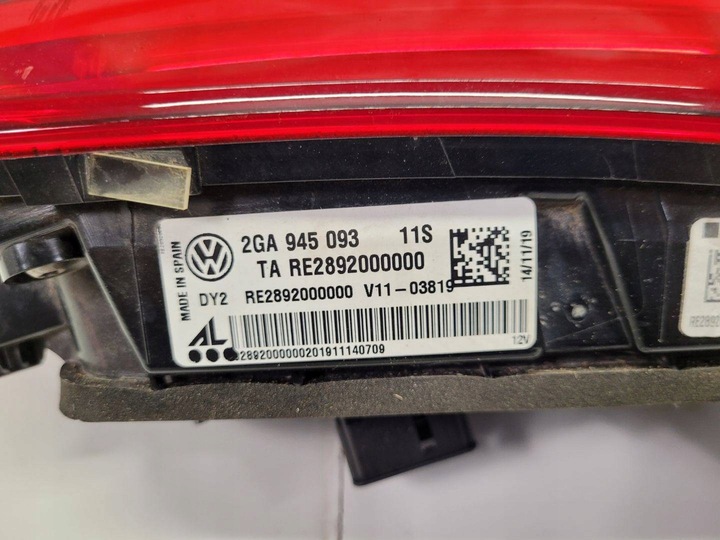 MADE IN SPAIN
2GA 945 093 11S
TA RE2892000000
DY2 RE2892000000 V11-03819
14/11/19
AL
2892000000201911140709
12V
RE2892